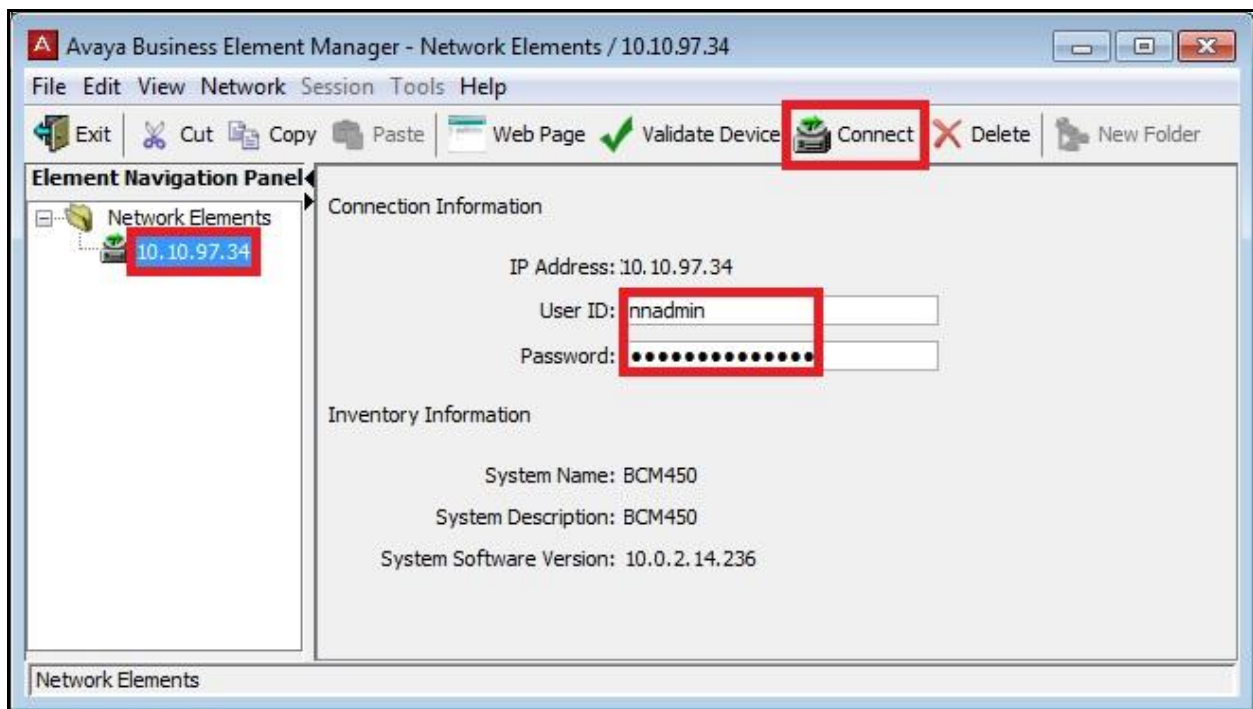 A Avaya Business Element Manager - Network Elements / 10.10.97.34
File Edit View Network Session Tools Help
Exit Cut Copy Paste Web Page Validate Device Connect Delete New Folder
Element Navigation Panel
Network Elements
10.10.97.34
Connection Information
IP Address: 10.10.97.34
User ID: nnadmin
Password: ••••••••••••••
Inventory Information
System Name: BCM450
System Description: BCM450
System Software Version: 10.0.2.14.236
Network Elements